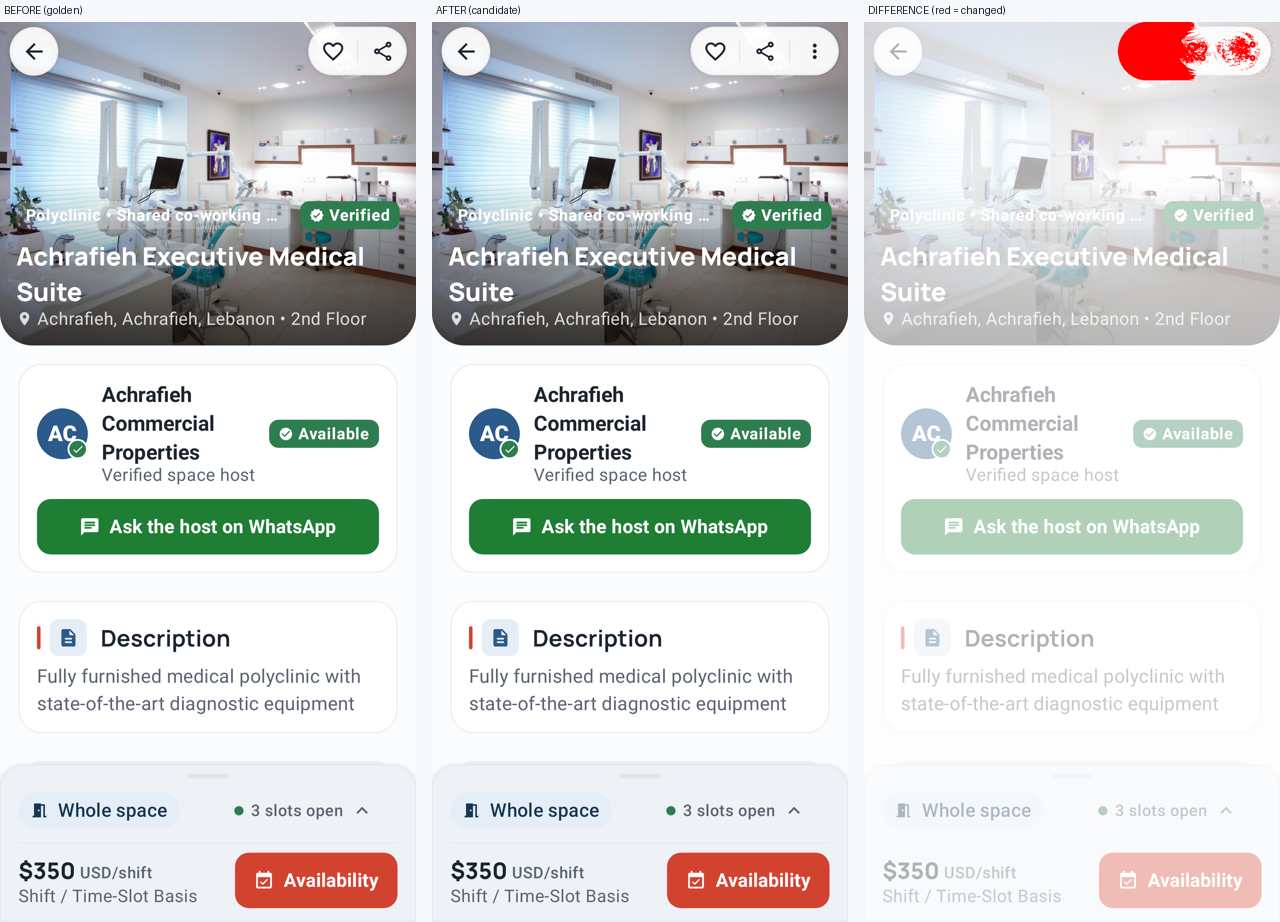 BEFORE (golden)
Polyclinic • Shared co-working ...
Verified
Achrafieh Executive Medical
Suite
Achrafieh, Achrafieh, Lebanon • 2nd Floor
AC
Achrafieh
Commercial
Properties
Verified space host
Available
Ask the host on WhatsApp
Description
Fully furnished medical polyclinic with
state-of-the-art diagnostic equipment
Whole space
3 slots open
$350 USD/shift
Shift / Time-Slot Basis
Availability
AFTER (candidate)
Polyclinic • Shared co-working ...
Verified
Achrafieh Executive Medical
Suite
Achrafieh, Achrafieh, Lebanon • 2nd Floor
AC
Achrafieh
Commercial
Properties
Verified space host
Available
Ask the host on WhatsApp
Description
Fully furnished medical polyclinic with
state-of-the-art diagnostic equipment
Whole space
3 slots open
$350 USD/shift
Shift / Time-Slot Basis
Availability
DIFFERENCE (red = changed)
Polyclinic • Shared co-working ...
Verified
Achrafieh Executive Medical
Suite
Achrafieh, Achrafieh, Lebanon • 2nd Floor
AC
Achrafieh
Commercial
Properties
Verified space host
Available
Ask the host on WhatsApp
Description
Fully furnished medical polyclinic with
state-of-the-art diagnostic equipment
Whole space
3 slots open
$350 USD/shift
Shift / Time-Slot Basis
Availability